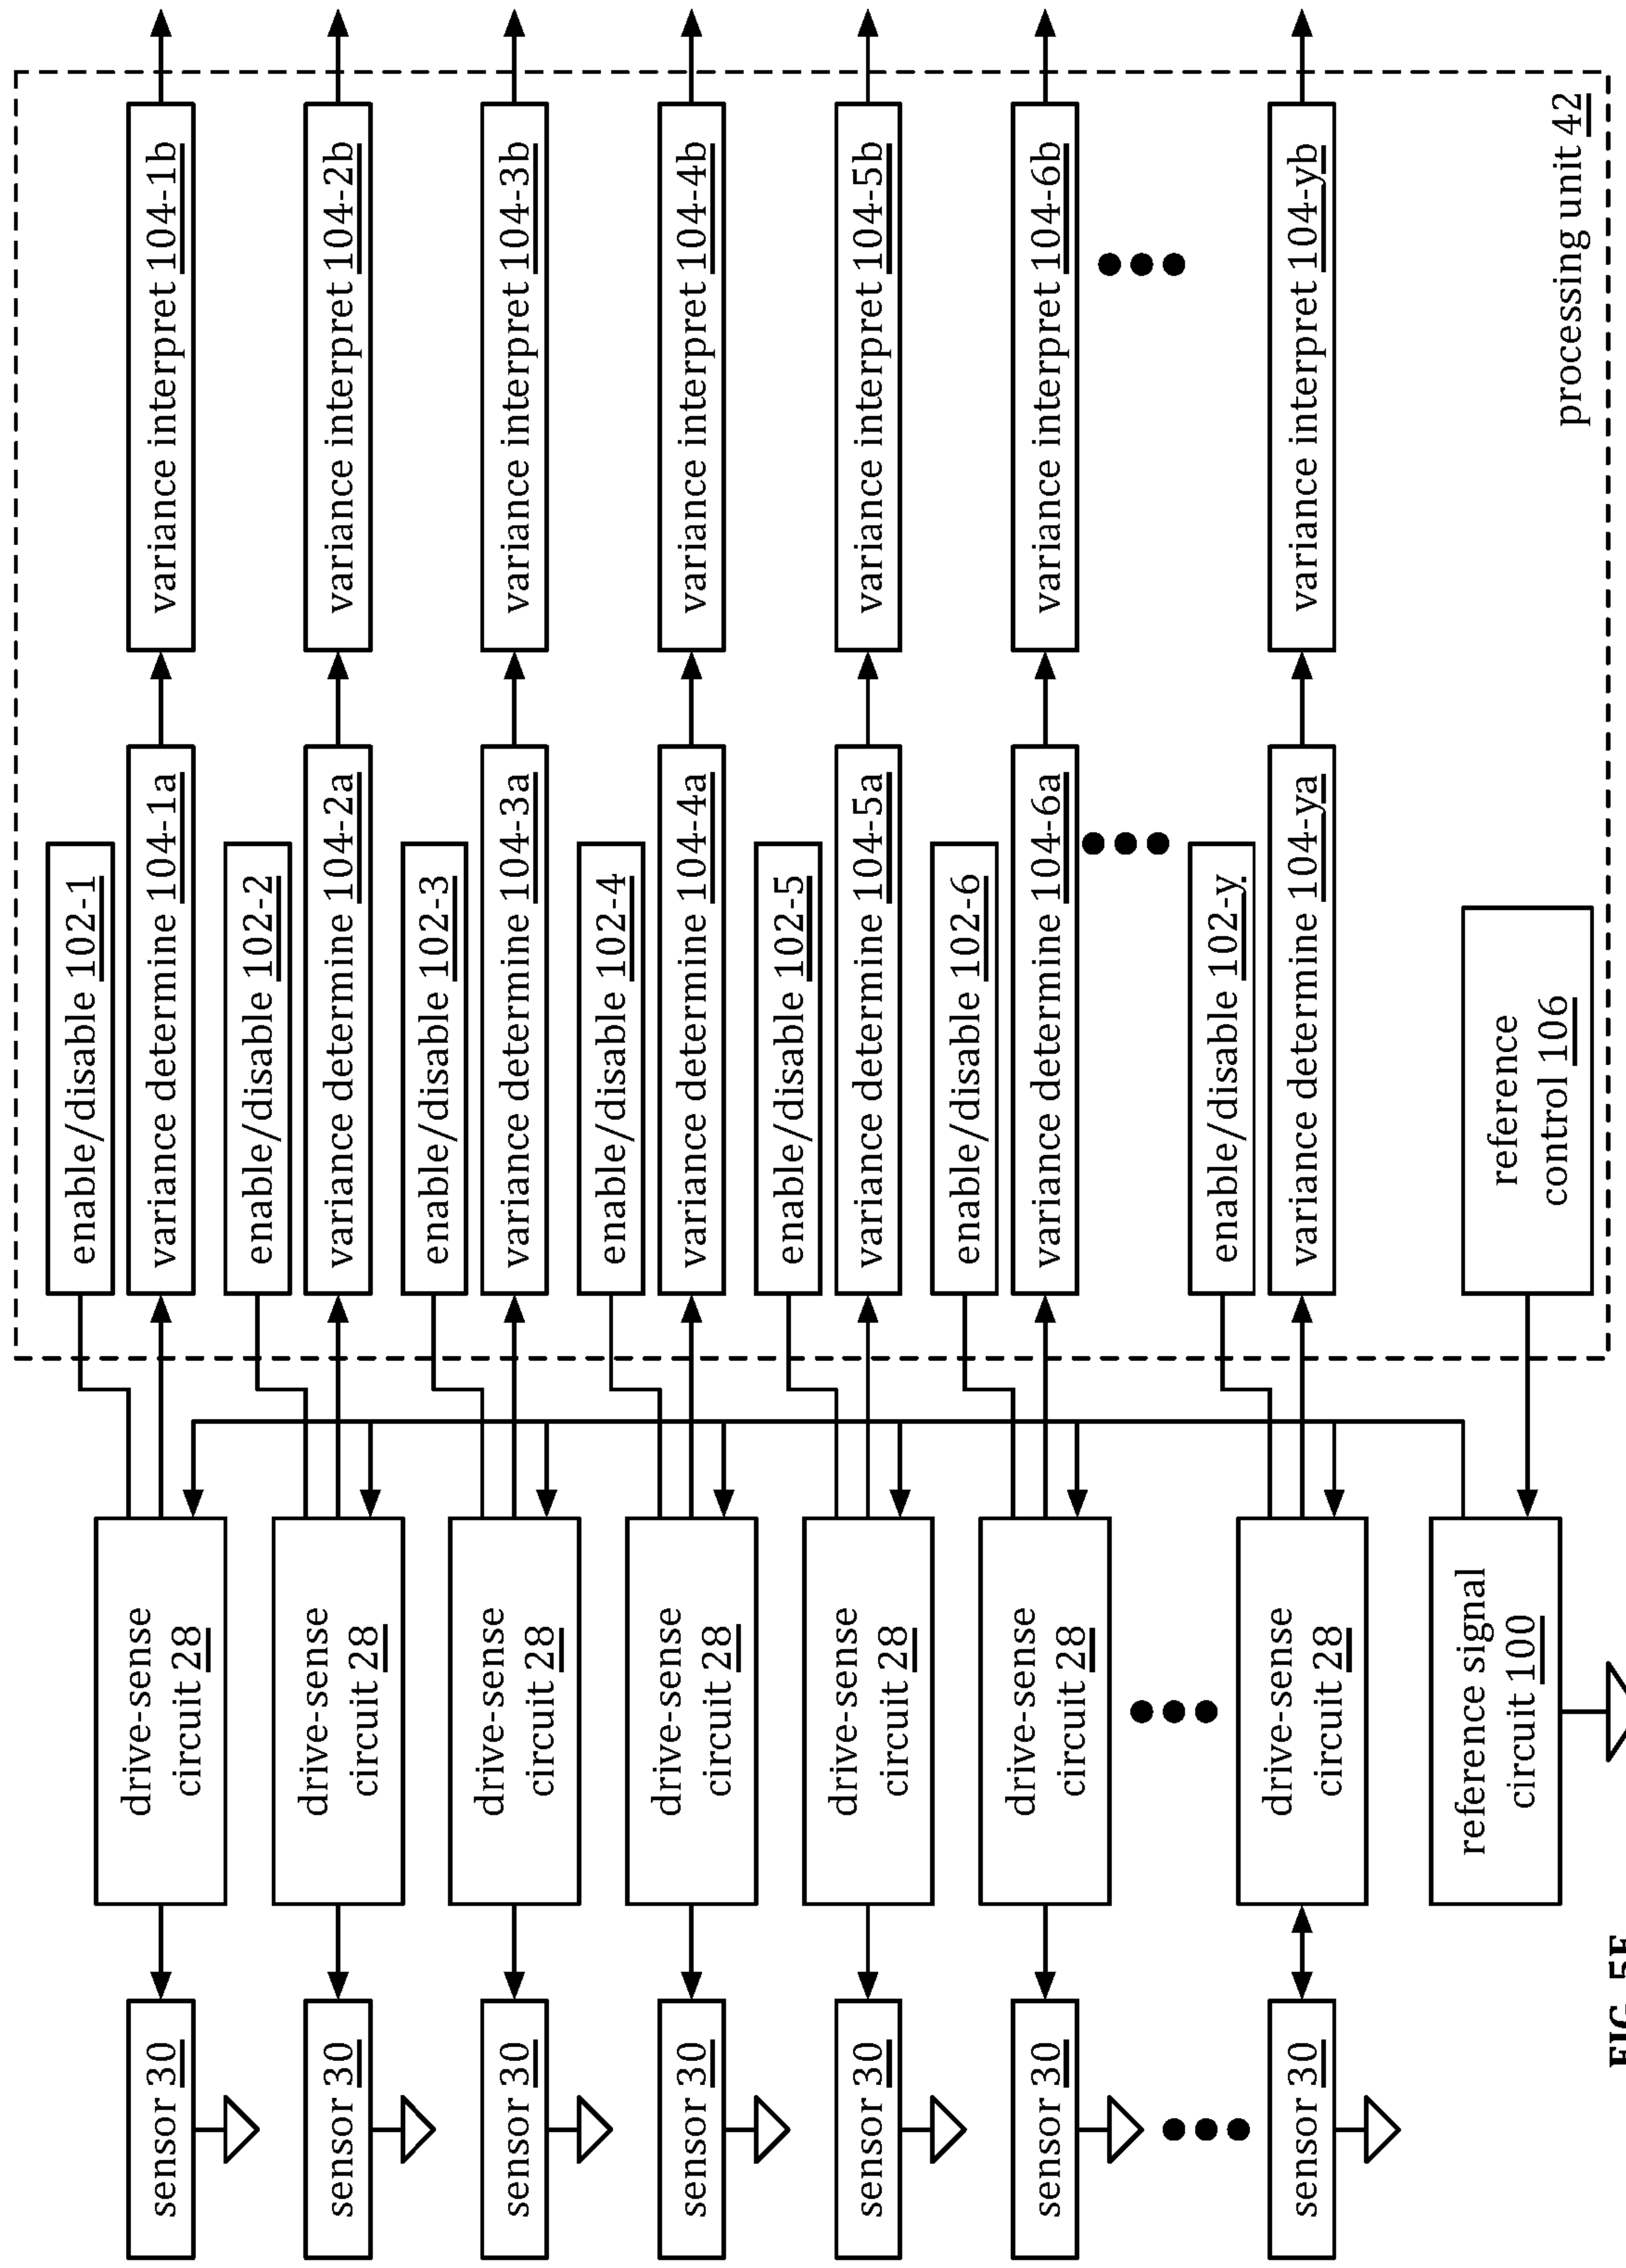 enable/disable 102-1
sensor 30
drive-sense
circuit 28
variance determine 104-1a
variance interpret 104-1b
enable/disable 102-2
sensor 30
drive-sense
circuit 28
variance determine 104-2a
variance interpret 104-2b
enable/disable 102-3
sensor 30
drive-sense
circuit 28
variance determine 104-3a
variance interpret 104-3b
enable/disable 102-4
sensor 30
drive-sense
circuit 28
variance determine 104-4a
variance interpret 104-4b
enable/disable 102-5
sensor 30
drive-sense
circuit 28
variance determine 104-5a
variance interpret 104-5b
enable/disable 102-6
sensor 30
drive-sense
circuit 28
variance determine 104-6a
variance interpret 104-6b
enable/disable 102-y
sensor 30
drive-sense
circuit 28
variance determine 104-ya
variance interpret 104-yb
reference signal
circuit 100
reference
control 106
processing unit 42
FIG.